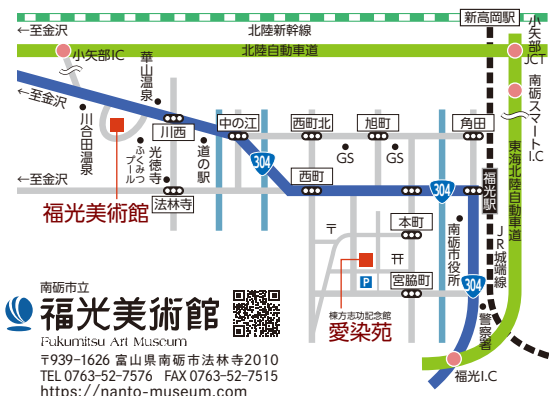 新高岡駅
←至金沢
北陸新幹線
北陸自動車道
小矢部IC
小矢部JCT
南砺スマートI.C
華山温泉
←至金沢
川合田温泉
川西
中の江
西町北
旭町
角田
ふくみつプール
光徳寺
道の駅
304
GS
GS
東海北陸自動車道
←至金沢
法林寺
西町
304
福光駅
福光美術館
〒
本町
南砺市役所
JR城端線
P
宮脇町
304
棟方志功記念館
愛染苑
警察署
福光I.C
南砺市立
福光美術館
Fukumitsu Art Museum
〒939-1626 富山県南砺市法林寺2010
TEL 0763-52-7576 FAX 0763-52-7515
https://nanto-museum.com